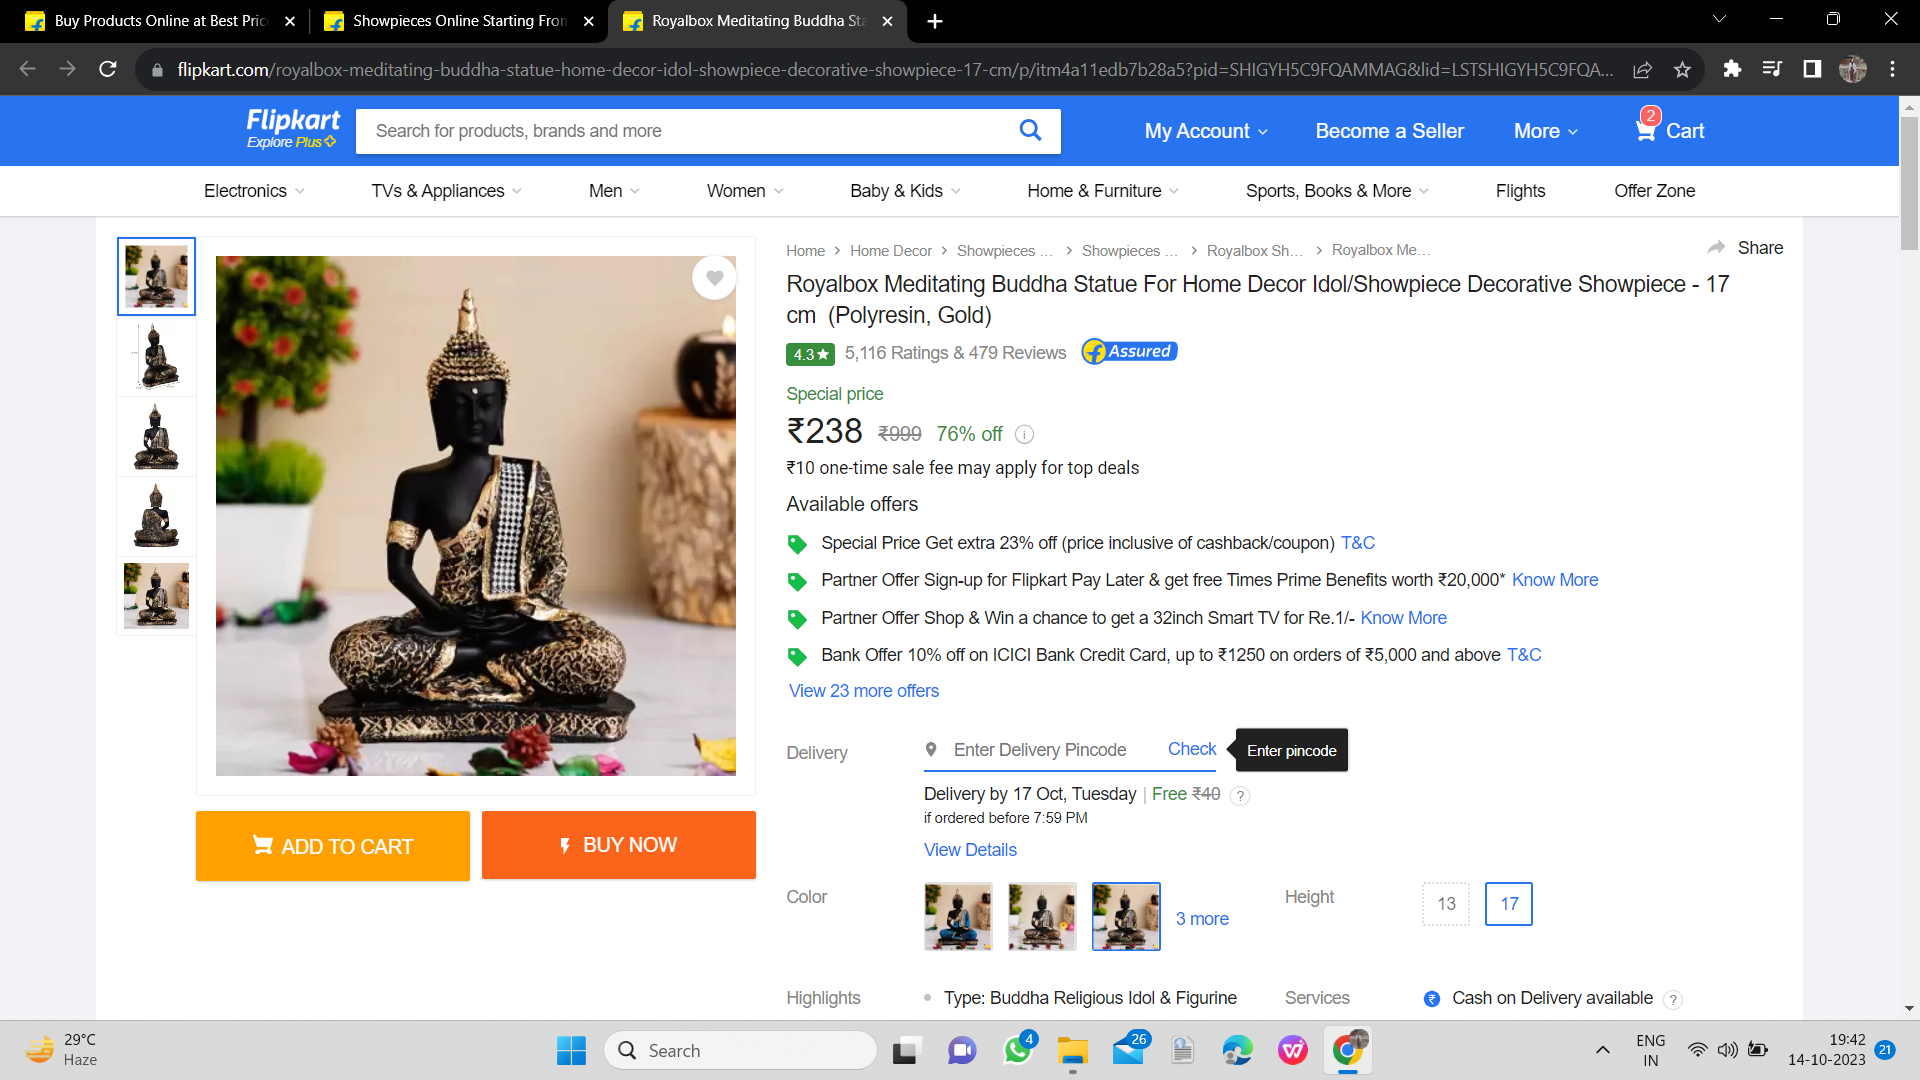 Buy Products Online at Best Pric
Showpieces Online Starting From
Royalbox Meditating Buddha Sta
flipkart.com/royalbox-meditating-buddha-statue-home-decor-idol-showpiece-decorative-showpiece-17-cm/p/itm4a11edb7b28a5?pid=SHIGYH5C9FQAMMAG&lid=LSTSHIGYH5C9FQA...
Flipkart
Explore Plus
Search for products, brands and more
My Account
Become a Seller
More
2
Cart
Electronics
TVs & Appliances
Men
Women
Baby & Kids
Home & Furniture
Sports, Books & More
Flights
Offer Zone
Home
Home Decor
Showpieces ...
Showpieces ...
Royalbox Sh...
Royalbox Me...
Share
Royalbox Meditating Buddha Statue For Home Decor Idol/Showpiece Decorative Showpiece - 17
cm (Polyresin, Gold)
4.3★ 5,116 Ratings & 479 Reviews
Assured
Special price
₹238 ₹999 76% off
₹10 one-time sale fee may apply for top deals
Available offers
Special Price Get extra 23% off (price inclusive of cashback/coupon) T&C
Partner Offer Sign-up for Flipkart Pay Later & get free Times Prime Benefits worth ₹20,000* Know More
Partner Offer Shop & Win a chance to get a 32inch Smart TV for Re.1/- Know More
Bank Offer 10% off on ICICI Bank Credit Card, up to ₹1250 on orders of ₹5,000 and above T&C
View 23 more offers
Delivery
Enter Delivery Pincode
Check
Enter pincode
Delivery by 17 Oct, Tuesday | Free ₹40 ?
if ordered before 7:59 PM
View Details
ADD TO CART
BUY NOW
Color
3 more
Height
13
17
Highlights
Type: Buddha Religious Idol & Figurine
Services
₹ Cash on Delivery available ?
29°C
Haze
Search
4
26
ENG
IN
19:42
14-10-2023
21